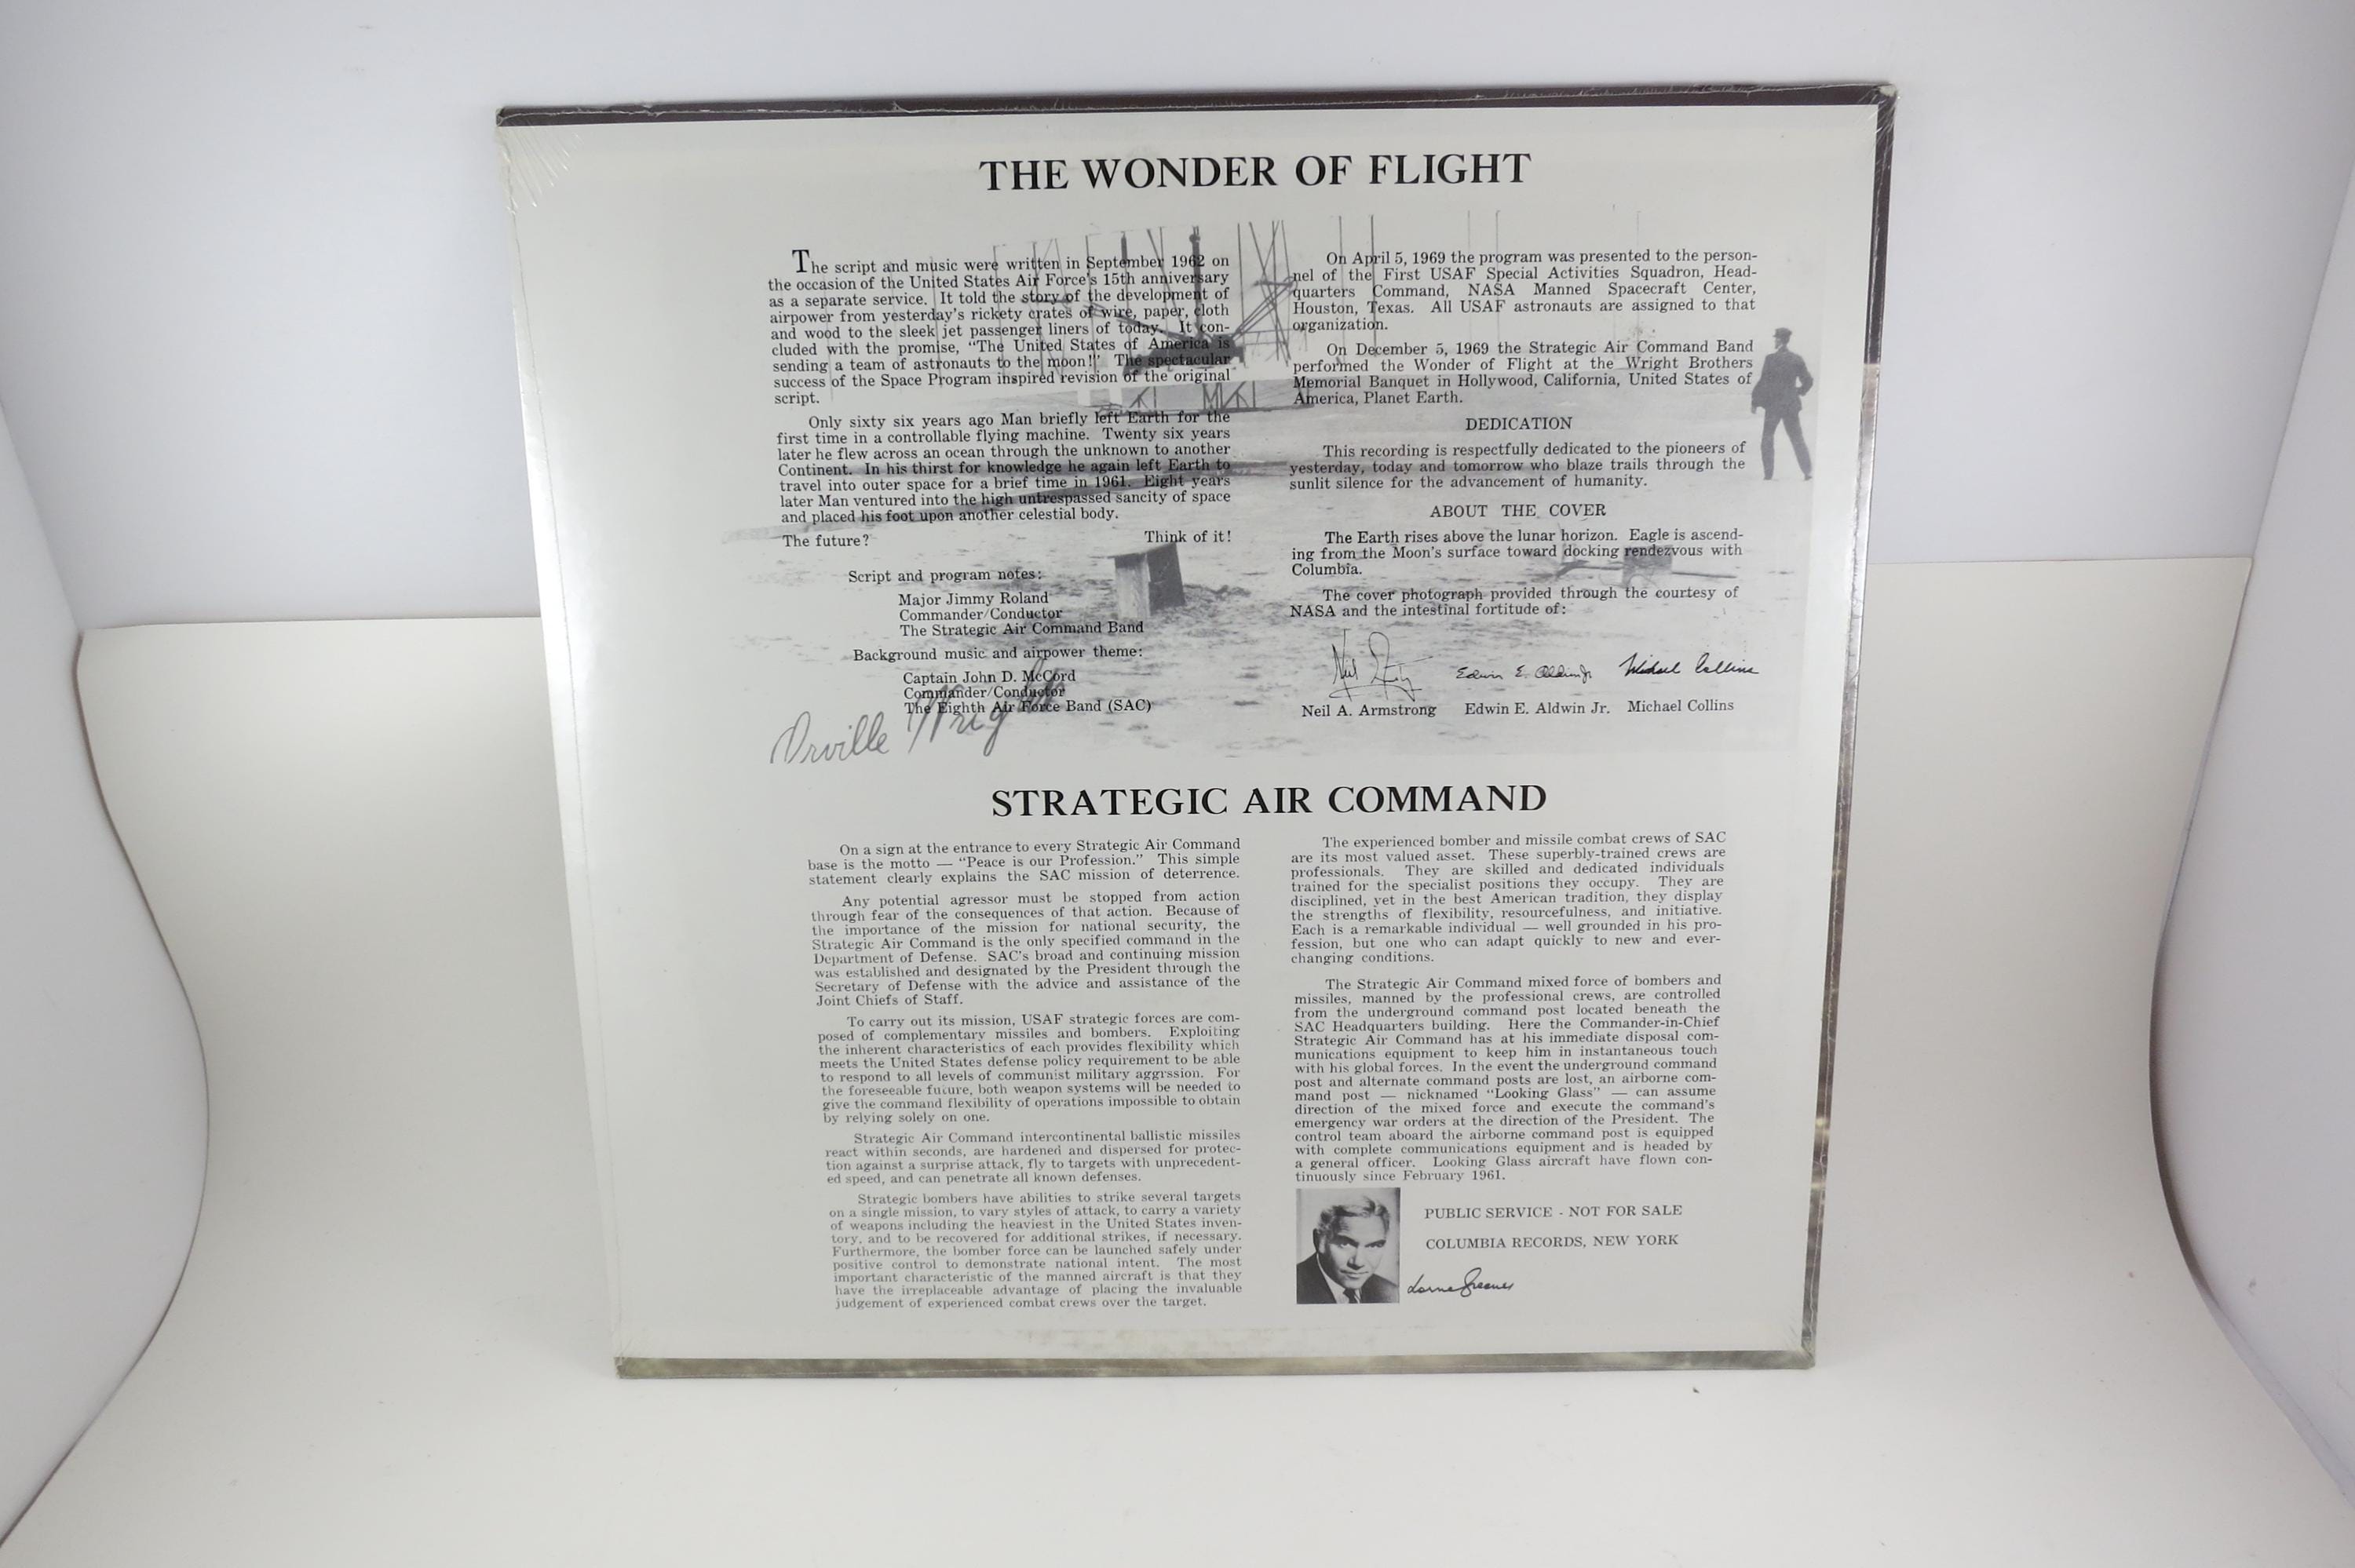 THE WONDER OF FLIGHT
The script and music were written in September 1962 on
the occasion of the United States Air Force's 15th anniversary
as a separate service. It told the story of the development of
airpower from yesterday's rickety crates of wire, paper, cloth
and wood to the sleek jet passenger liners of today. It con-
cluded with the promise, "The United States of America is
sending a team of astronauts to the moon!" The spectacular
success of the Space Program inspired revision of the original
script.
Only sixty six years ago Man briefly left Earth for the
first time in a controllable flying machine. Twenty six years
later he flew across an ocean through the unknown to another
Continent. In his thirst for knowledge he again left Earth to
travel into outer space for a brief time in 1961. Eight years
later Man ventured into the high untrespassed sancity of space
and placed his foot upon another celestial body.
The future? Think of it!
Script and program notes:
Major Jimmy Roland
Commander/Conductor
The Strategic Air Command Band
Background music and airpower theme:
Captain John D. McCord
Commander/Conductor
The Eighth Air Force Band (SAC)
Orville Wright
On April 5, 1969 the program was presented to the person-
nel of the First USAF Special Activities Squadron, Head-
quarters Command, NASA Manned Spacecraft Center,
Houston, Texas. All USAF astronauts are assigned to that
organization.
On December 5, 1969 the Strategic Air Command Band
performed the Wonder of Flight at the Wright Brothers
Memorial Banquet in Hollywood, California, United States of
America, Planet Earth.
DEDICATION
This recording is respectfully dedicated to the pioneers of
yesterday, today and tomorrow who blaze trails through the
sunlit silence for the advancement of humanity.
ABOUT THE COVER
The Earth rises above the lunar horizon. Eagle is ascend-
ing from the Moon's surface toward docking rendezvous with
Columbia.
The cover photograph provided through the courtesy of
NASA and the intestinal fortitude of:
Neil Armstrong Edwin E. Aldrin Jr Michael Collins
Neil A. Armstrong Edwin E. Aldwin Jr. Michael Collins
STRATEGIC AIR COMMAND
On a sign at the entrance to every Strategic Air Command
base is the motto — "Peace is our Profession." This simple
statement clearly explains the SAC mission of deterrence.
Any potential agressor must be stopped from action
through fear of the consequences of that action. Because of
the importance of the mission for national security, the
Strategic Air Command is the only specified command in the
Department of Defense. SAC's broad and continuing mission
was established and designated by the President through the
Secretary of Defense with the advice and assistance of the
Joint Chiefs of Staff.
To carry out its mission, USAF strategic forces are com-
posed of complementary missiles and bombers. Exploiting
the inherent characteristics of each provides flexibility which
meets the United States defense policy requirement to be able
to respond to all levels of communist military aggrssion. For
the foreseeable future, both weapon systems will be needed to
give the command flexibility of operations impossible to obtain
by relying solely on one.
Strategic Air Command intercontinental ballistic missiles
react within seconds, are hardened and dispersed for protec-
tion against a surprise attack, fly to targets with unprecedent-
ed speed, and can penetrate all known defenses.
Strategic bombers have abilities to strike several targets
on a single mission, to vary styles of attack, to carry a variety
of weapons including the heaviest in the United States inven-
tory, and to be recovered for additional strikes, if necessary.
Furthermore, the bomber force can be launched safely under
positive control to demonstrate national intent. The most
important characteristic of the manned aircraft is that they
have the irreplaceable advantage of placing the invaluable
judgement of experienced combat crews over the target.
The experienced bomber and missile combat crews of SAC
are its most valued asset. These superbly-trained crews are
professionals. They are skilled and dedicated individuals
trained for the specialist positions they occupy. They are
disciplined, yet in the best American tradition, they display
the strengths of flexibility, resourcefulness, and initiative.
Each is a remarkable individual — well grounded in his pro-
fession, but one who can adapt quickly to new and ever-
changing conditions.
The Strategic Air Command mixed force of bombers and
missiles, manned by the professional crews, are controlled
from the underground command post located beneath the
SAC Headquarters building. Here the Commander-in-Chief
Strategic Air Command has at his immediate disposal com-
munications equipment to keep him in instantaneous touch
with his global forces. In the event the underground command
post and alternate command posts are lost, an airborne com-
mand post — nicknamed "Looking Glass" — can assume
direction of the mixed force and execute the command's
emergency war orders at the direction of the President. The
control team aboard the airborne command post is equipped
with complete communications equipment and is headed by
a general officer. Looking Glass aircraft have flown con-
tinuously since February 1961.
PUBLIC SERVICE - NOT FOR SALE
COLUMBIA RECORDS, NEW YORK
Lorne Greene